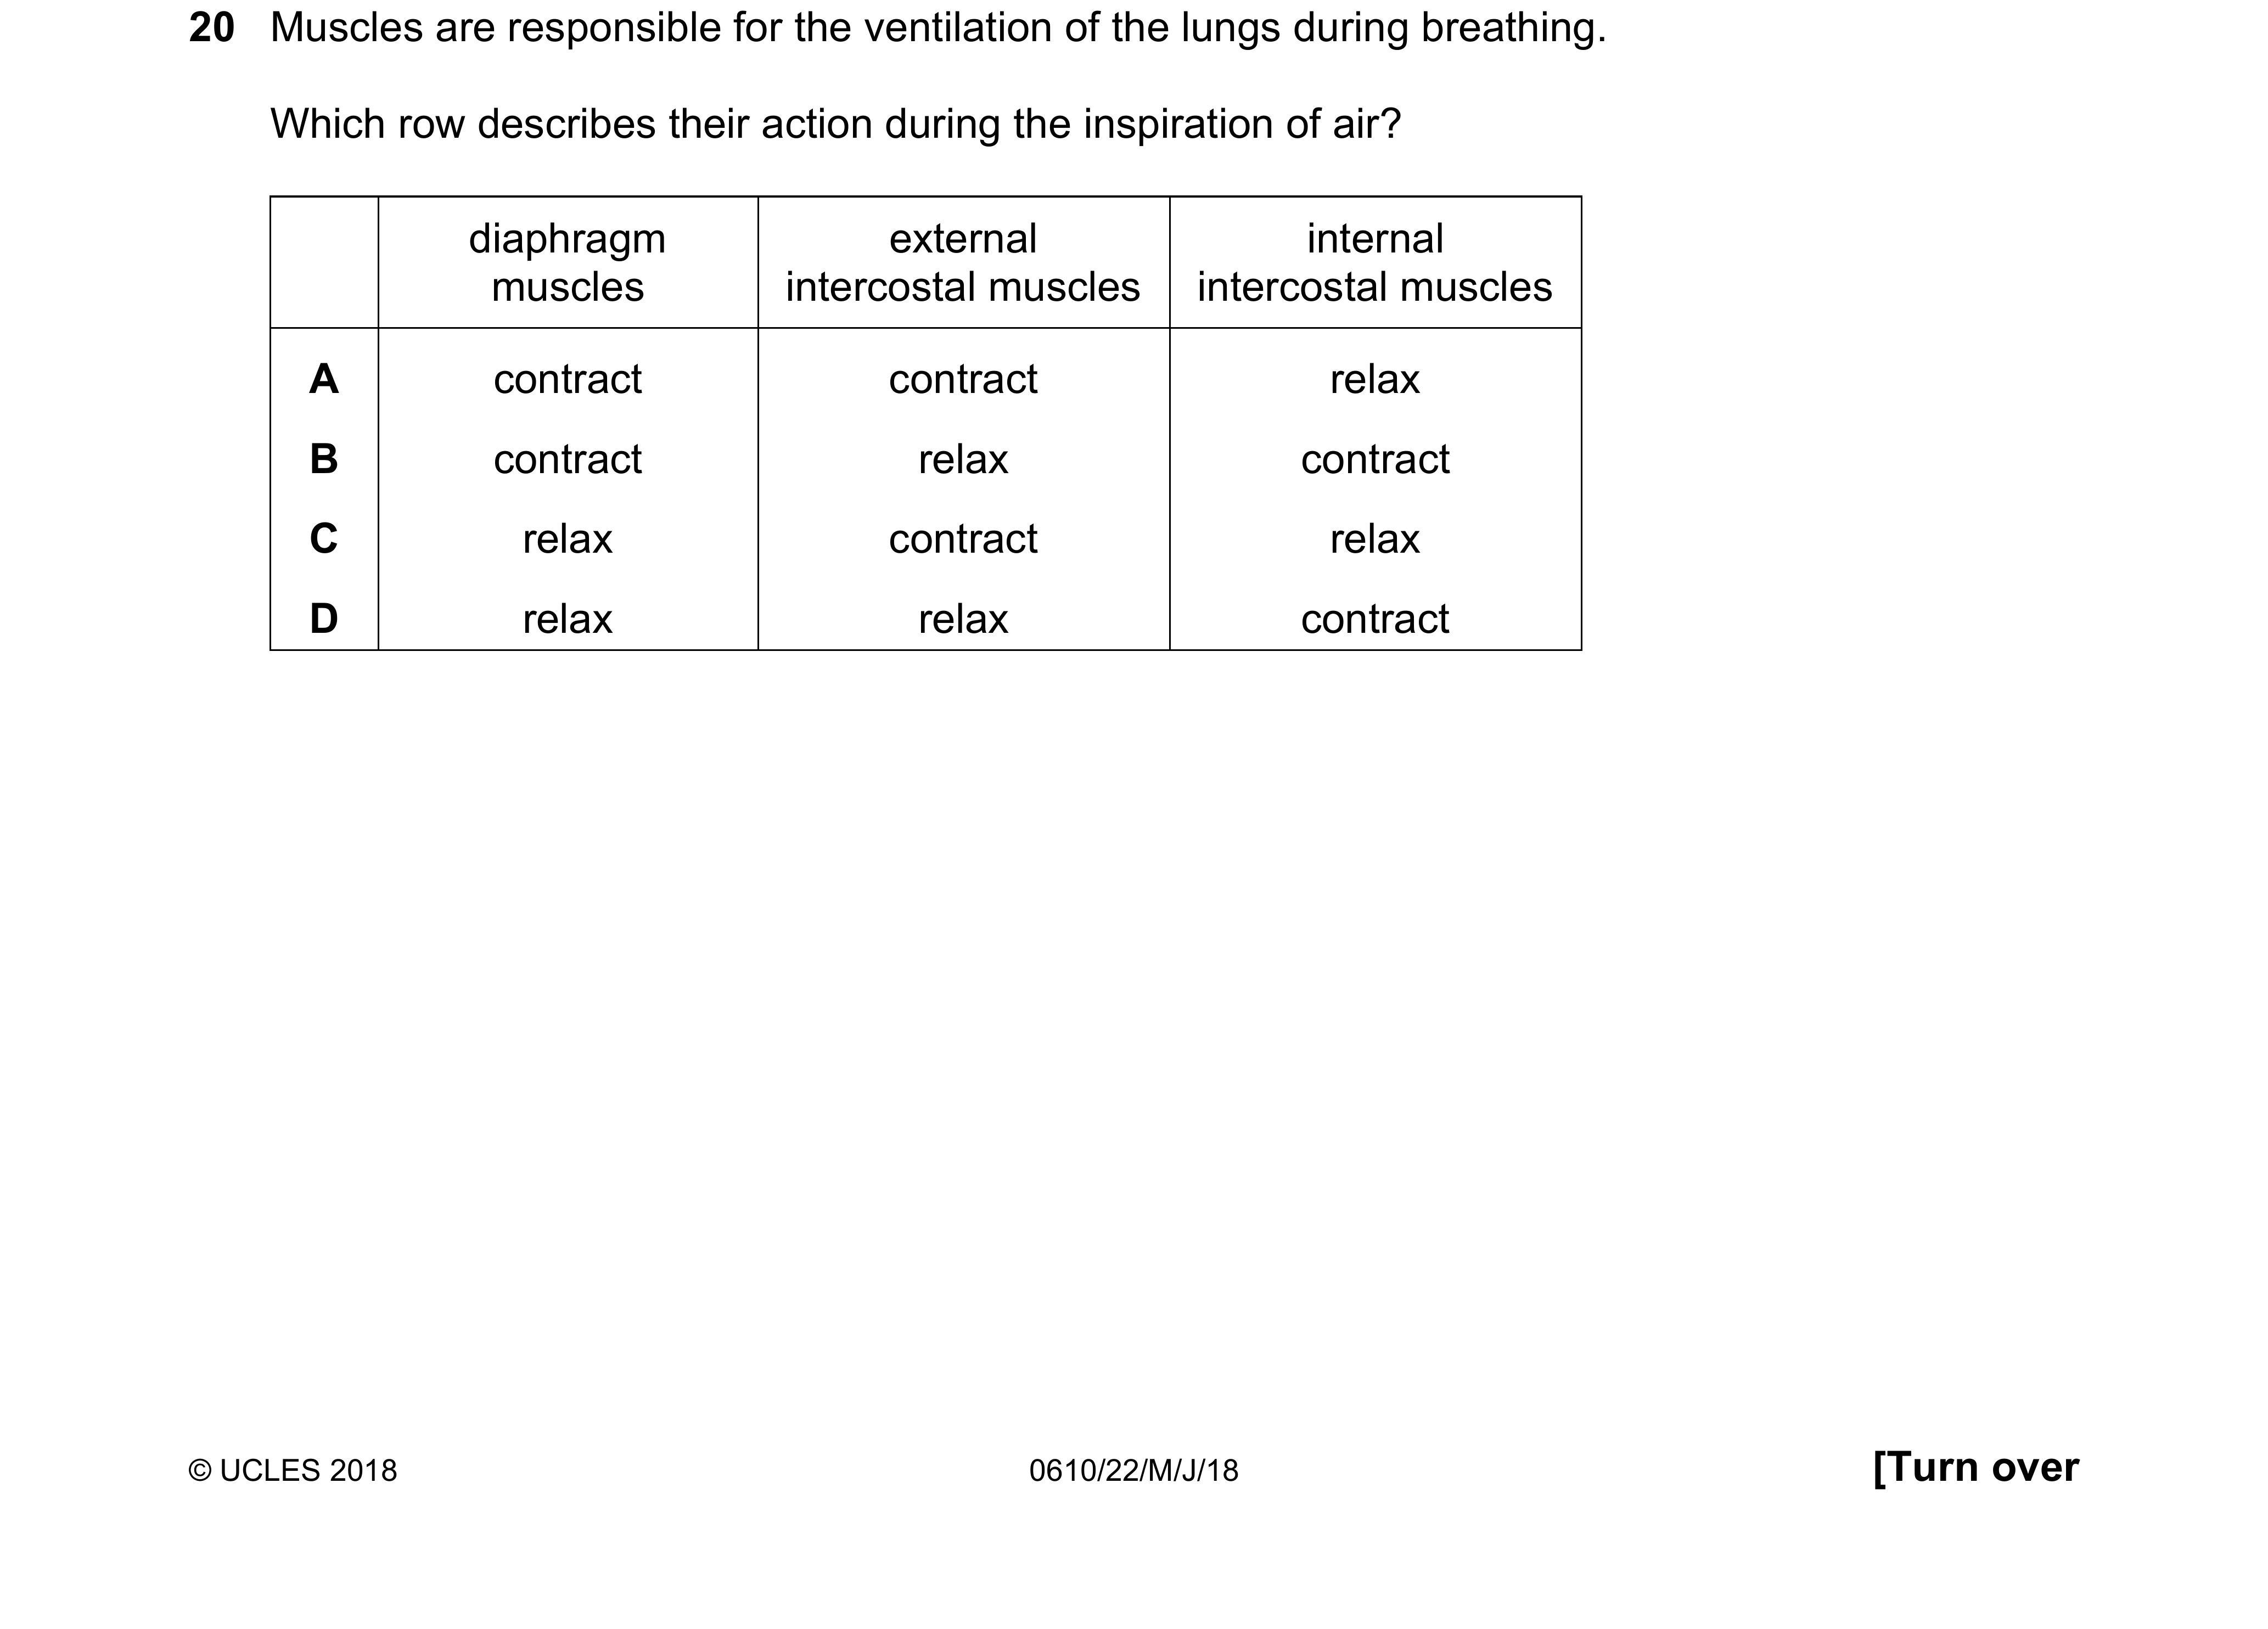 20 Muscles are responsible for the ventilation of the lungs during breathing.
Which row describes their action during the inspiration of air?
diaphragm muscles external intercostal muscles internal intercostal muscles
A contract contract relax
B contract relax contract
C relax contract relax
D relax relax contract
© UCLES 2018 0610/22/M/J/18 [Turn over